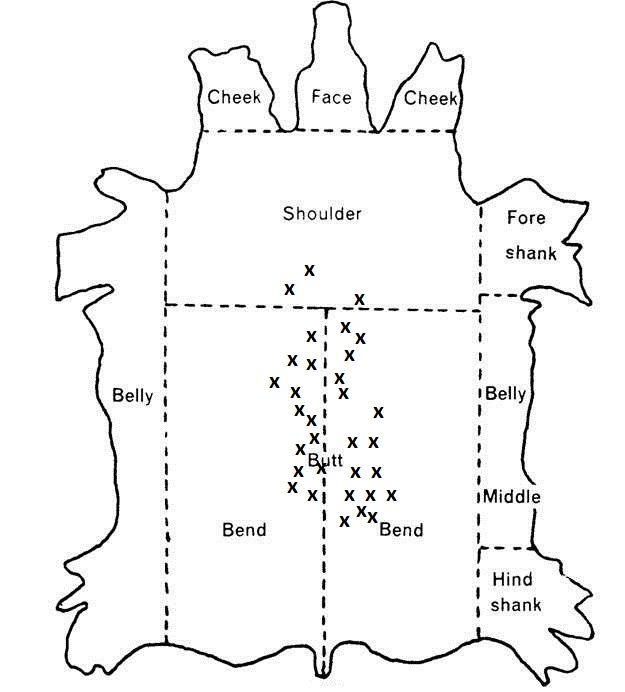 Cheek
Face
Cheek
Shoulder
Fore
shank
Belly
Belly
Butt
Middle
Bend
Bend
Hind
shank